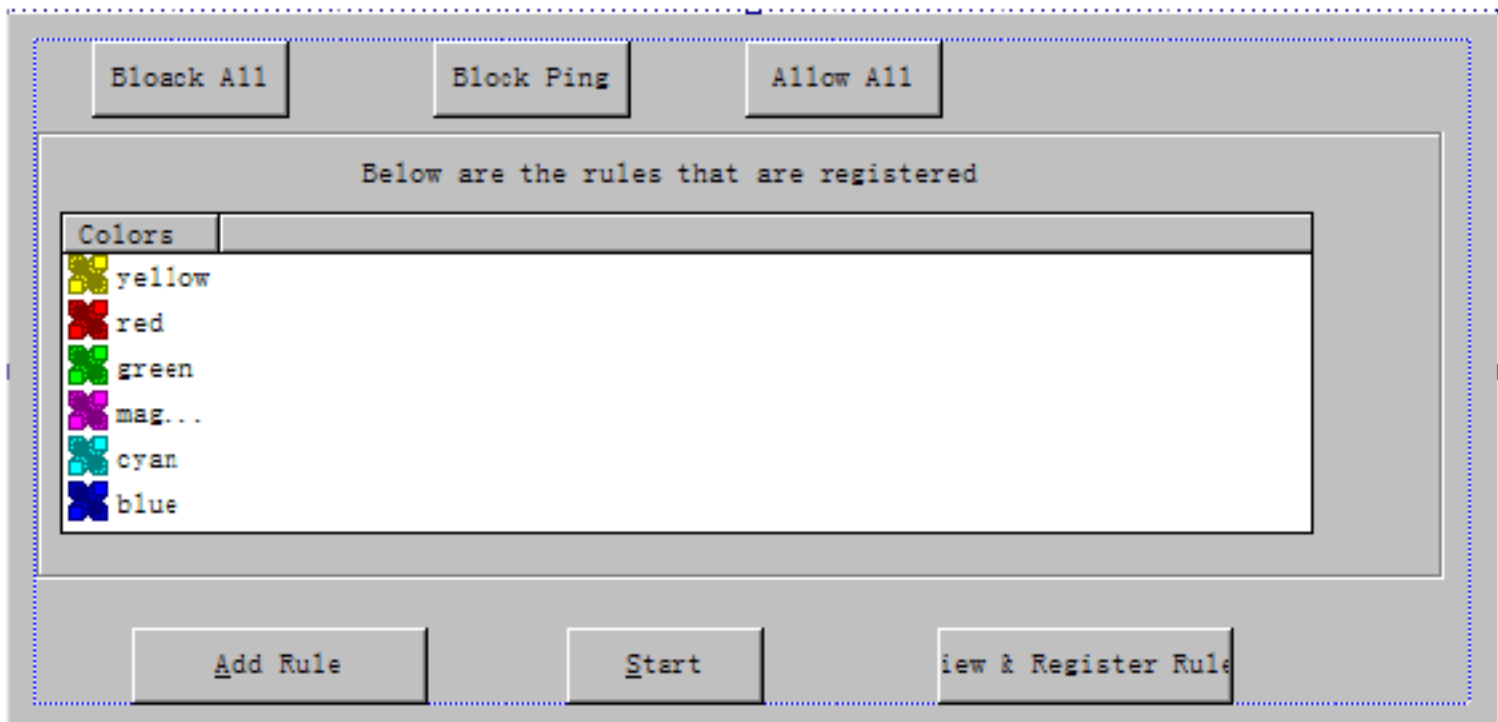 Bloack All
Block Ping
Allow All
Below are the rules that are registered
Colors
yellow
red
green
mag...
cyan
blue
Add Rule
Start
iew & Register Rule